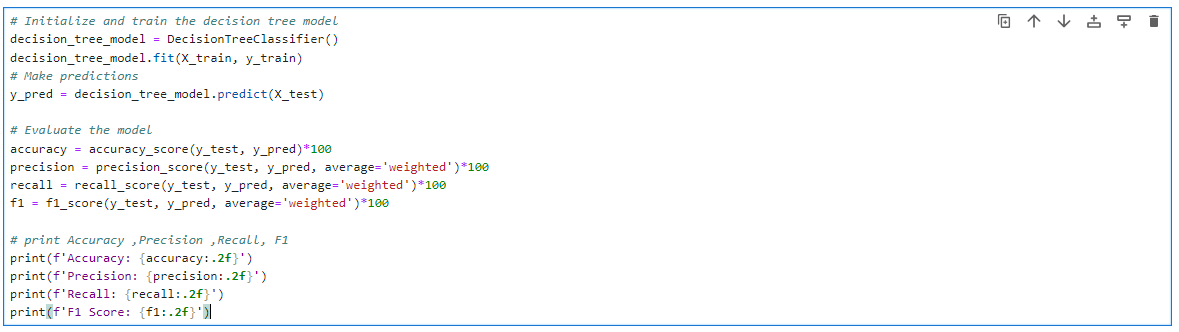 # Initialize and train the decision tree model
decision_tree_model = DecisionTreeClassifier()
decision_tree_model.fit(X_train, y_train)
# Make predictions
y_pred = decision_tree_model.predict(X_test)

# Evaluate the model
accuracy = accuracy_score(y_test, y_pred)*100
precision = precision_score(y_test, y_pred, average='weighted')*100
recall = recall_score(y_test, y_pred, average='weighted')*100
f1 = f1_score(y_test, y_pred, average='weighted')*100

# print Accuracy ,Precision ,Recall, F1
print(f'Accuracy: {accuracy:.2f}')
print(f'Precision: {precision:.2f}')
print(f'Recall: {recall:.2f}')
print(f'F1 Score: {f1:.2f}')